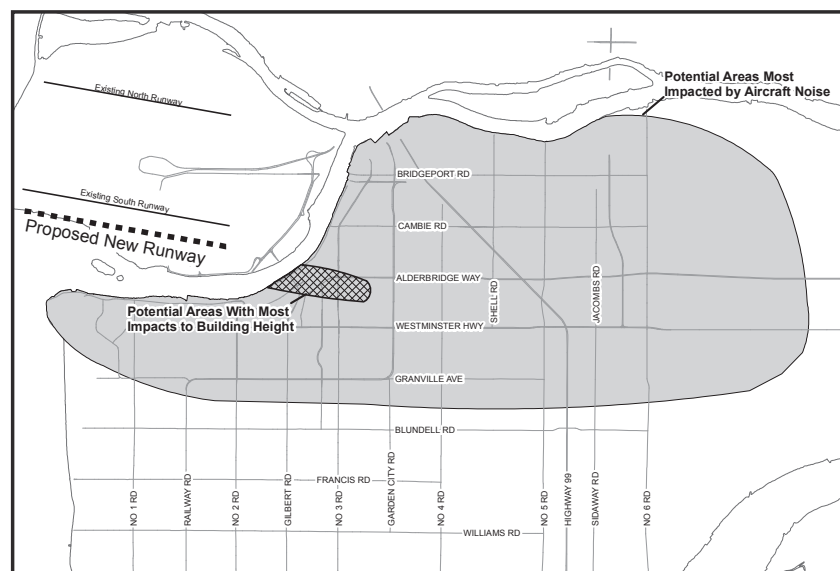 Potential Areas Most
Impacted by Aircraft Noise
Existing North Runway
Existing South Runway
Proposed New Runway
BRIDGEPORT RD
CAMBIE RD
ALDERBRIDGE WAY
Potential Areas With Most
Impacts to Building Height
SHELL RD
JACOMBS RD
WESTMINSTER HWY
GRANVILLE AVE
BLUNDELL RD
FRANCIS RD
NO 1 RD
RAILWAY RD
NO 2 RD
GILBERT RD
NO 3 RD
GARDEN CITY RD
NO 4 RD
NO 5 RD
HIGHWAY 99
SIDAWAY RD
NO 6 RD
WILLIAMS RD